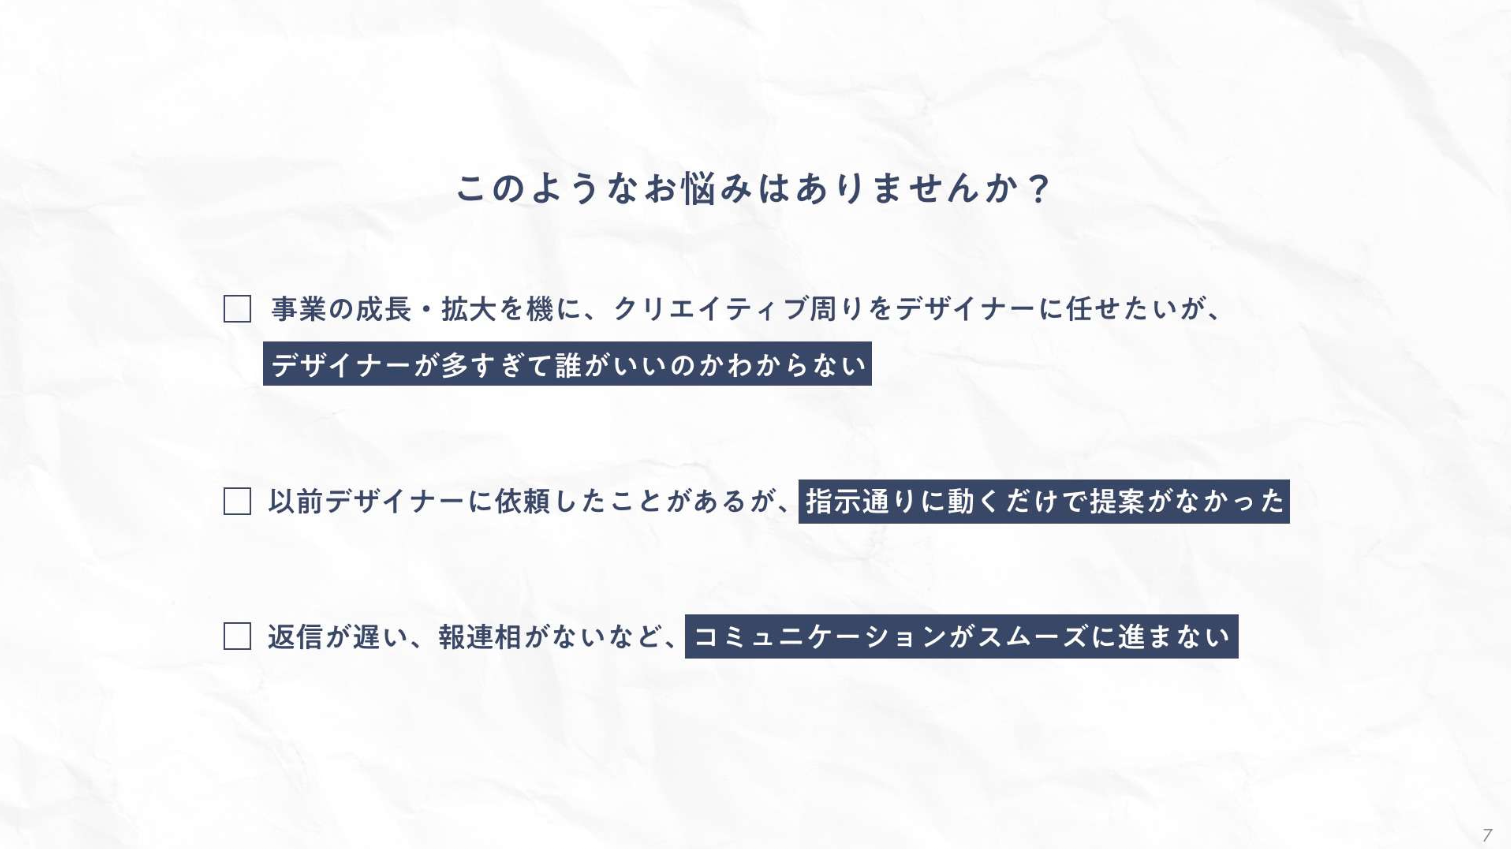 このようなお悩みはありませんか？
事業の成長・拡大を機に、クリエイティブ周りをデザイナーに任せたいが、
デザイナーが多すぎて誰がいいのかわからない
以前デザイナーに依頼したことがあるが、指示通りに動くだけで提案がなかった
返信が遅い、報連相がないなど、コミュニケーションがスムーズに進まない
7